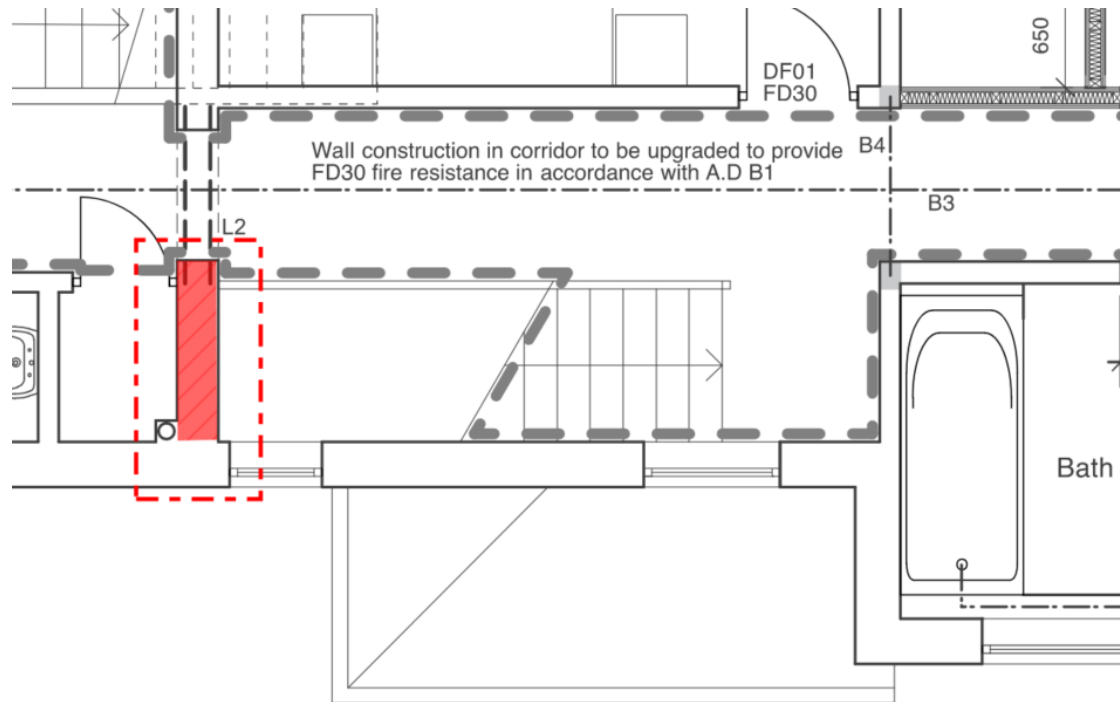 650
DF01
FD30
Wall construction in corridor to be upgraded to provide
FD30 fire resistance in accordance with A.D B1
B4
B3
L2
Bath